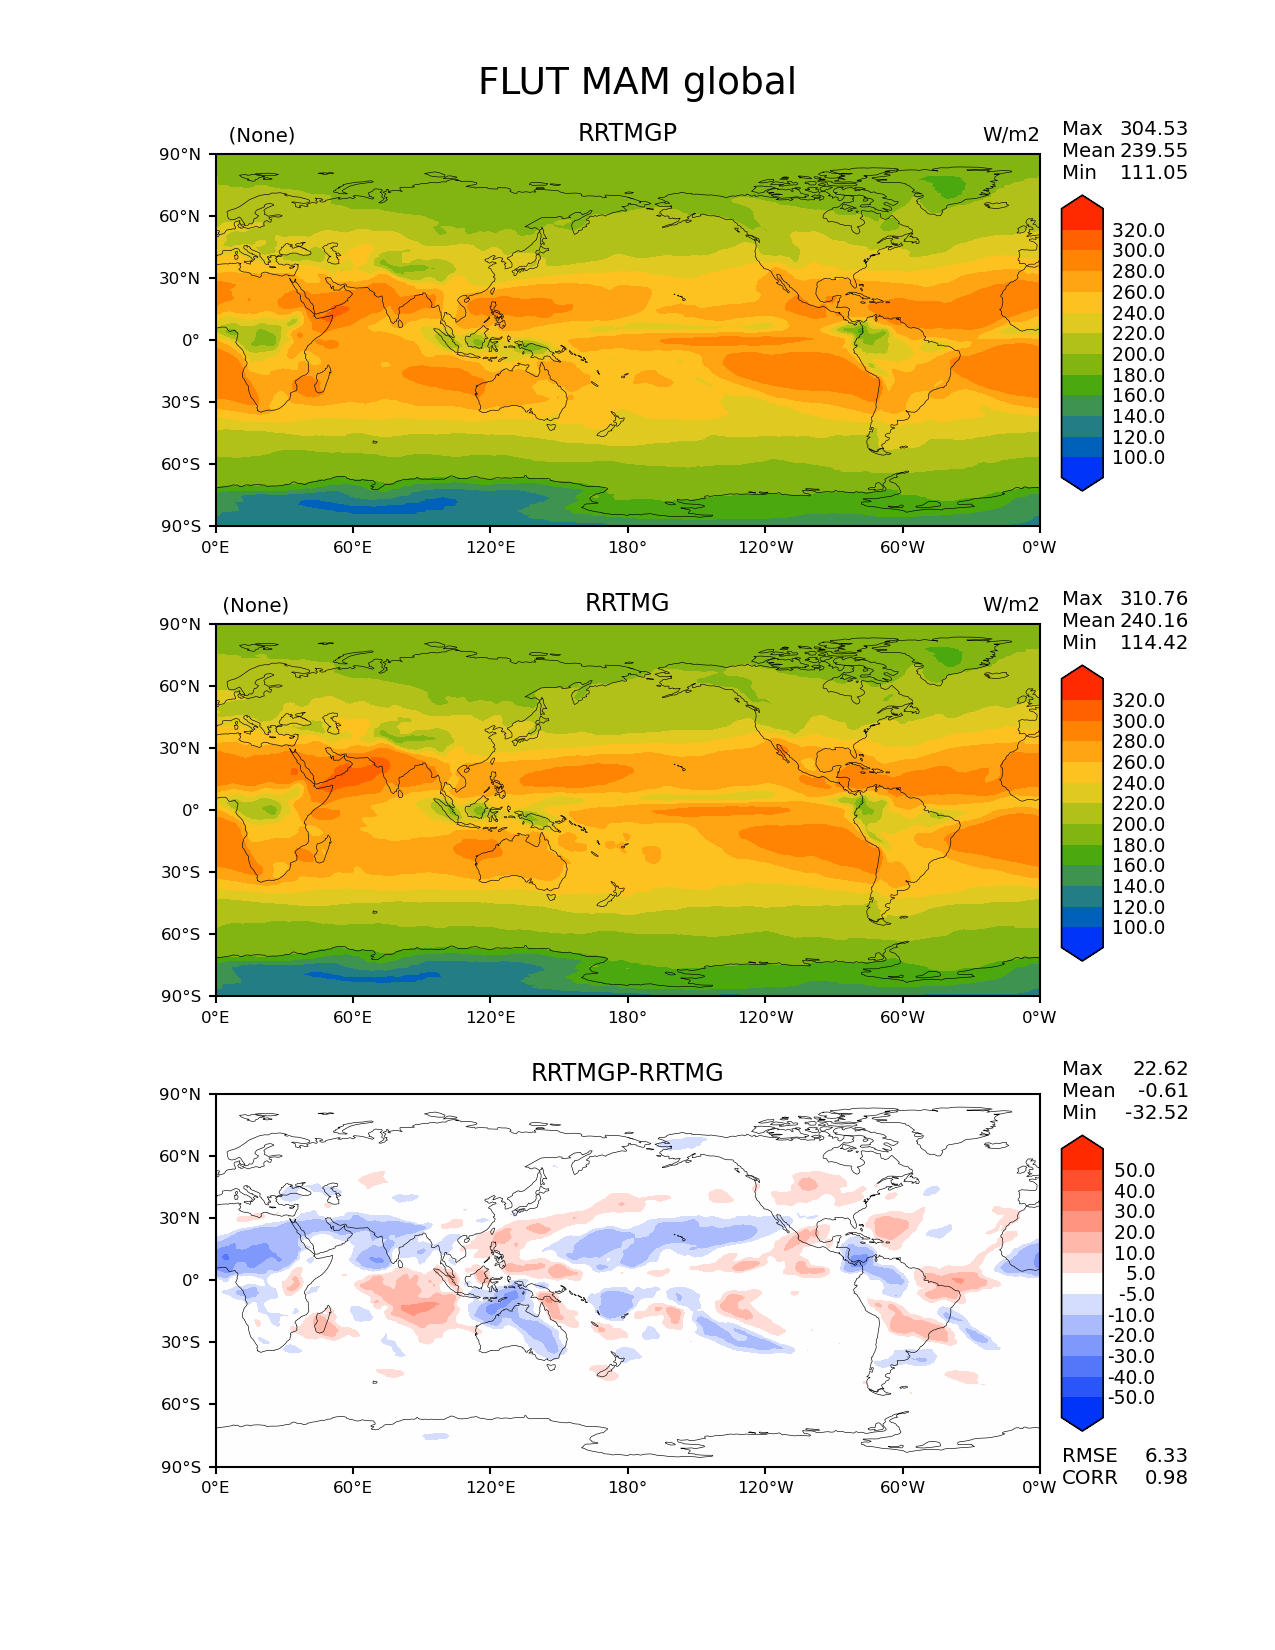 FLUT MAM global
(None) RRTMGP W/m2
Max 304.53
Mean 239.55
Min 111.05
90°N
60°N
30°N
0°
30°S
60°S
90°S
0°E 60°E 120°E 180° 120°W 60°W 0°W
320.0
300.0
280.0
260.0
240.0
220.0
200.0
180.0
160.0
140.0
120.0
100.0
(None) RRTMG W/m2
Max 310.76
Mean 240.16
Min 114.42
90°N
60°N
30°N
0°
30°S
60°S
90°S
0°E 60°E 120°E 180° 120°W 60°W 0°W
320.0
300.0
280.0
260.0
240.0
220.0
200.0
180.0
160.0
140.0
120.0
100.0
RRTMGP-RRTMG
Max 22.62
Mean -0.61
Min -32.52
90°N
60°N
30°N
0°
30°S
60°S
90°S
0°E 60°E 120°E 180° 120°W 60°W 0°W
50.0
40.0
30.0
20.0
10.0
5.0
-5.0
-10.0
-20.0
-30.0
-40.0
-50.0
RMSE 6.33
CORR 0.98